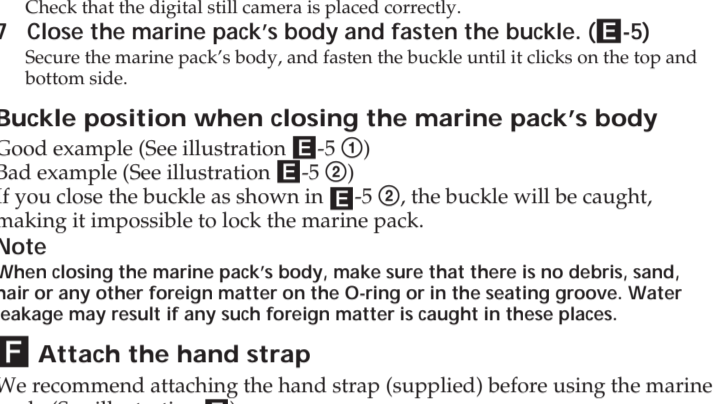 Check that the digital still camera is placed correctly.
7 Close the marine pack's body and fasten the buckle. (E-5)
Secure the marine pack's body, and fasten the buckle until it clicks on the top and
bottom side.
Buckle position when closing the marine pack's body
Good example (See illustration E-5 ①)
Bad example (See illustration E-5 ②)
If you close the buckle as shown in E-5 ②, the buckle will be caught,
making it impossible to lock the marine pack.
Note
When closing the marine pack's body, make sure that there is no debris, sand,
hair or any other foreign matter on the O-ring or in the seating groove. Water
leakage may result if any such foreign matter is caught in these places.
F Attach the hand strap
We recommend attaching the hand strap (supplied) before using the marine